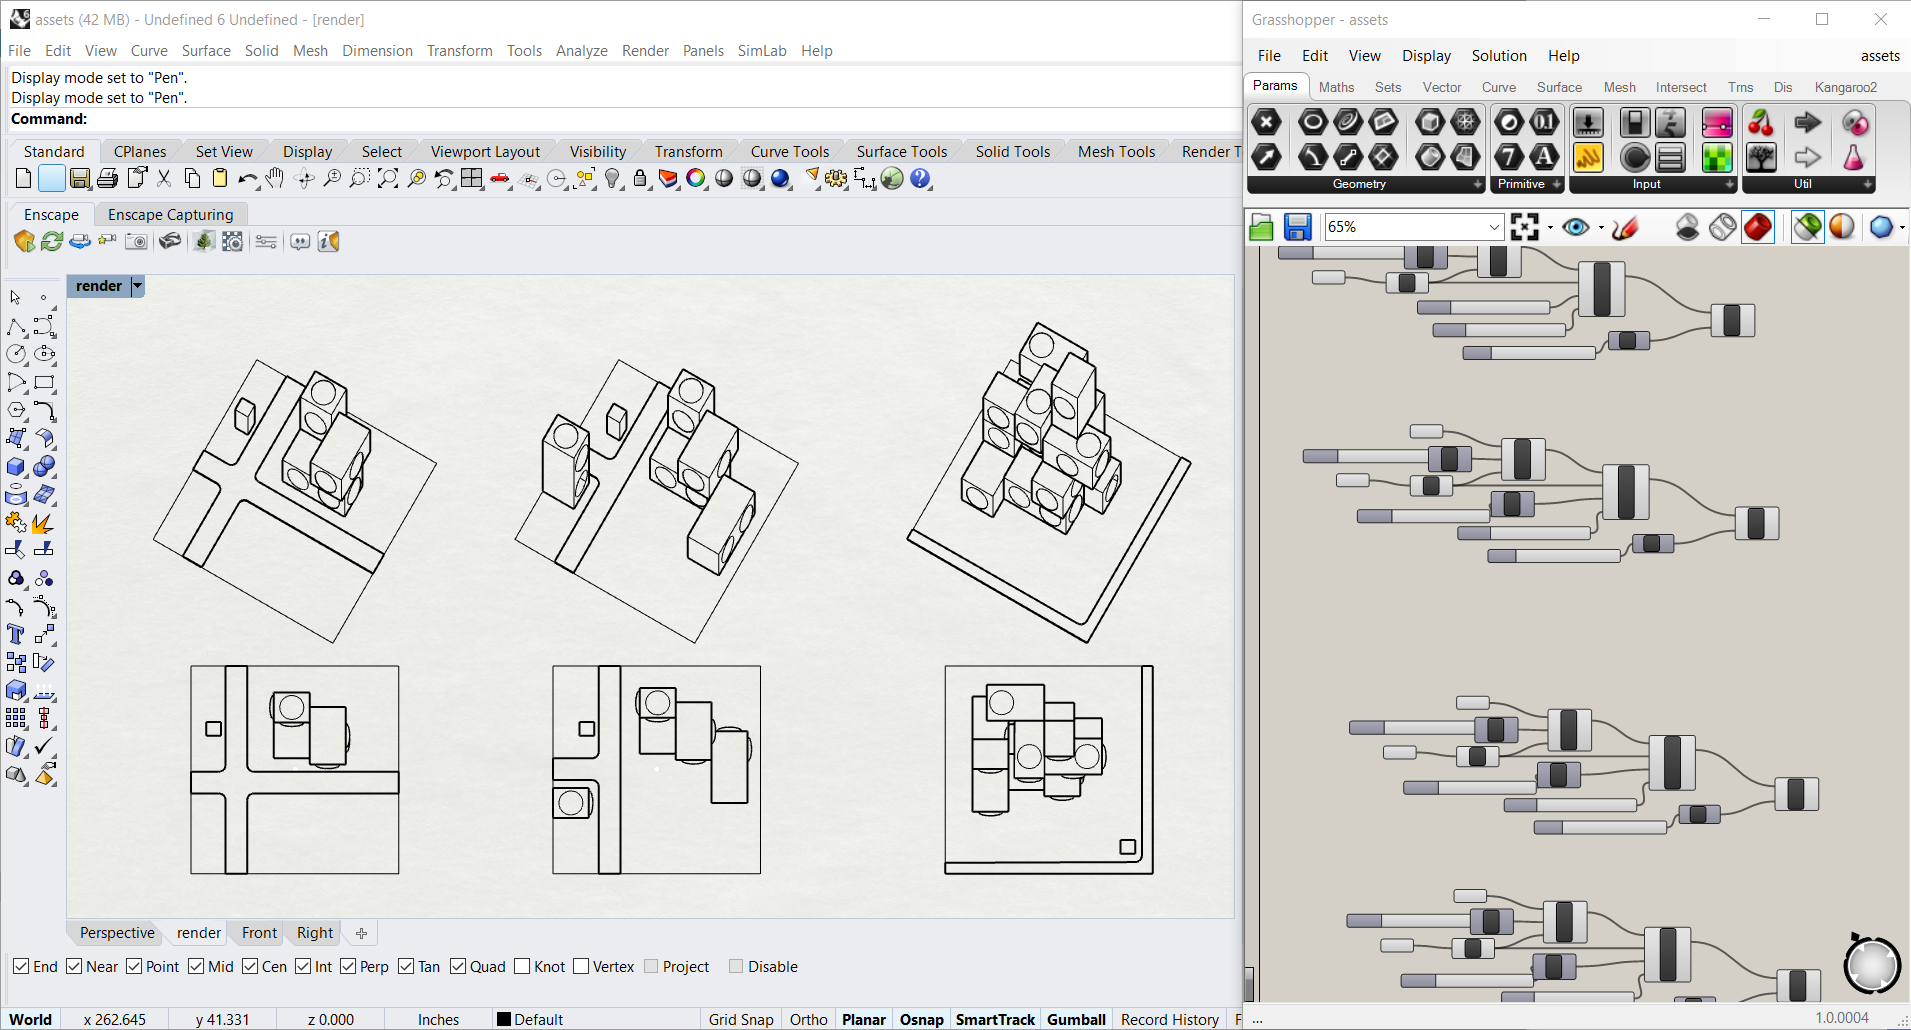 assets (42 MB) - Undefined 6 Undefined - [render]
File Edit View Curve Surface Solid Mesh Dimension Transform Tools Analyze Render Panels SimLab Help
Display mode set to "Pen".
Display mode set to "Pen".
Command:
Standard CPlanes Set View Display Select Viewport Layout Visibility Transform Curve Tools Surface Tools Solid Tools Mesh Tools Render T
Enscape Enscape Capturing
render
Perspective render Front Right
End Near Point Mid Cen Int Perp Tan Quad Knot Vertex Project Disable
World x 262.645 y 41.331 z 0.000 Inches Default Grid Snap Ortho Planar Osnap SmartTrack Gumball Record History F
Grasshopper - assets
File Edit View Display Solution Help assets
Params Maths Sets Vector Curve Surface Mesh Intersect Trns Dis Kangaroo2
0.1
7 A
Geometry Primitive Input Util
65%
...
1.0.0004